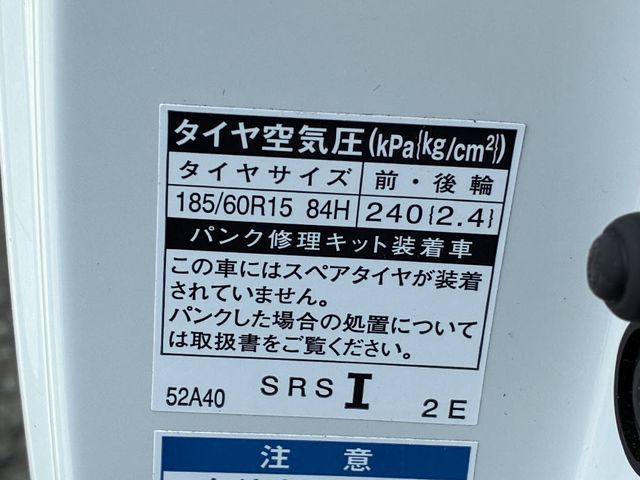 タイヤ空気圧(kPa{kg/cm²})
タイヤサイズ 前・後輪
185/60R15 84H 240{2.4}
パンク修理キット装着車
この車にはスペアタイヤが装着
されていません。
パンクした場合の処置について
は取扱書をご覧ください。
52A40 SRS I 2E
注意